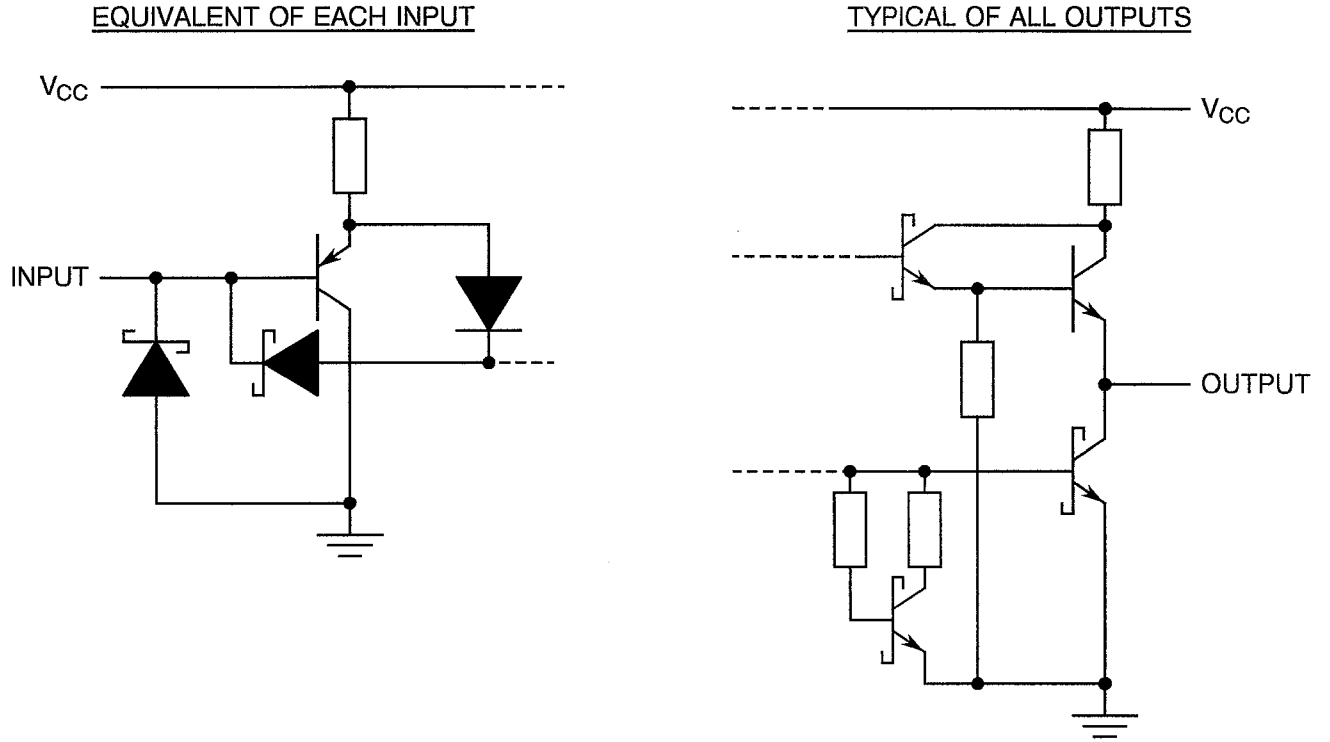 EQUIVALENT OF EACH INPUT
TYPICAL OF ALL OUTPUTS
VCC
VCC
INPUT
OUTPUT